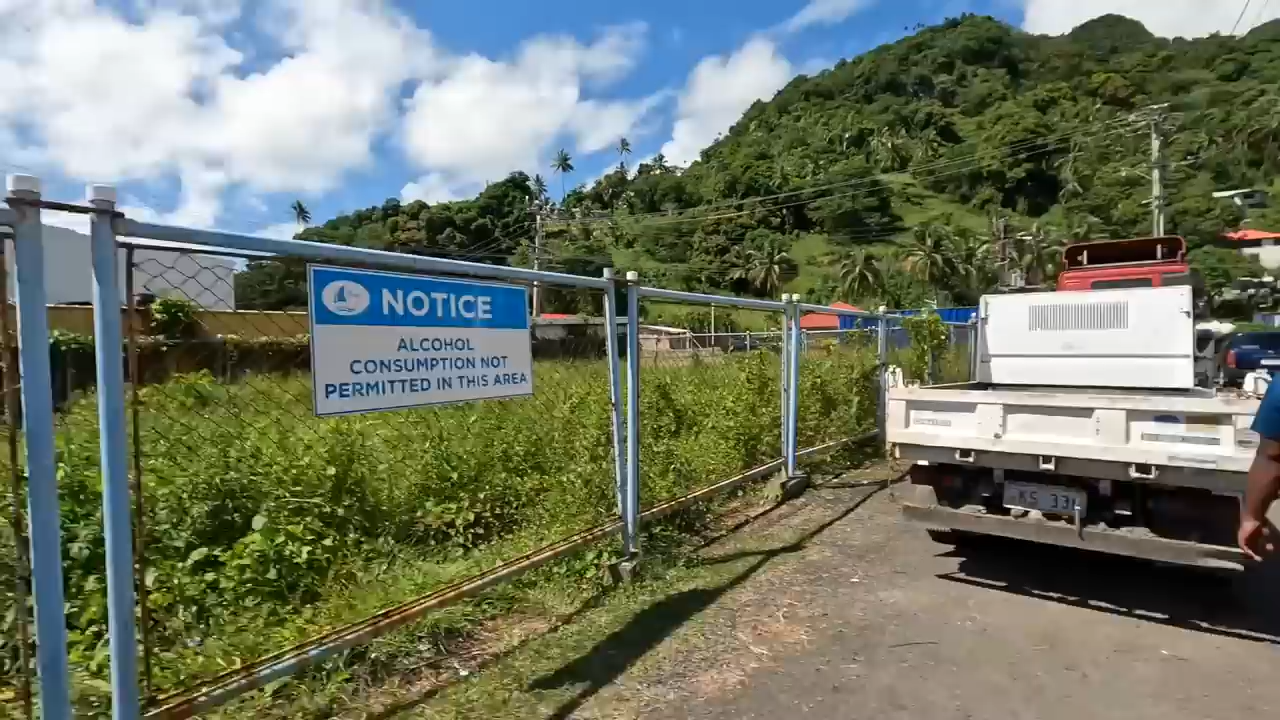 NOTICE
ALCOHOL
CONSUMPTION NOT
PERMITTED IN THIS AREA